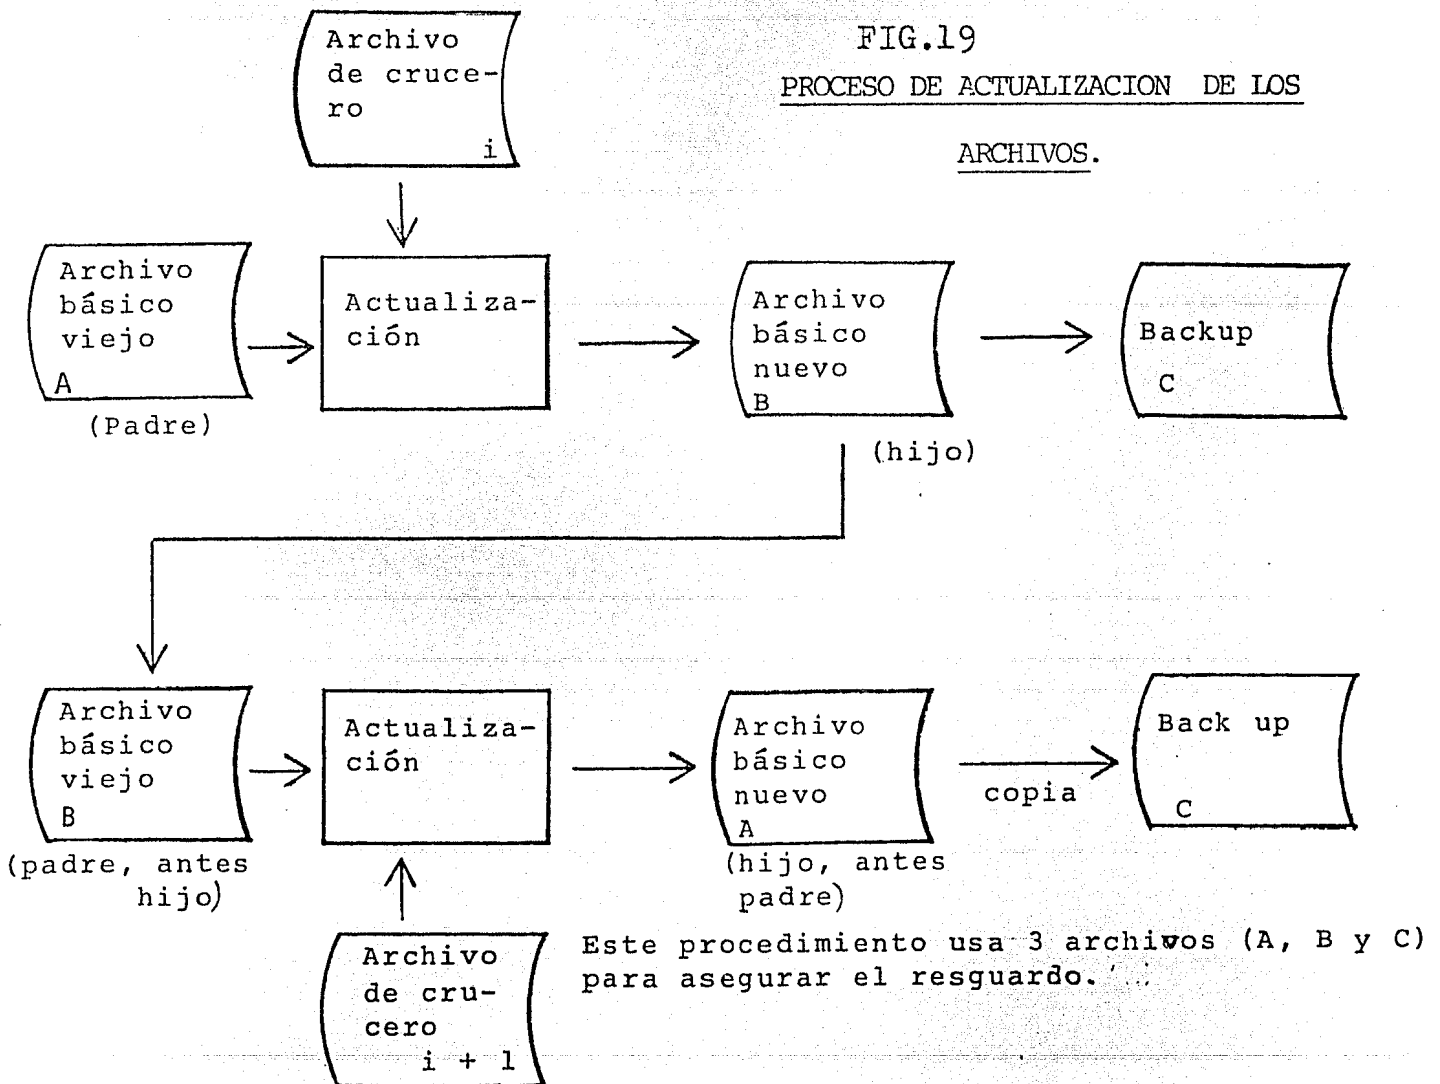 FIG.19
PROCESO DE ACTUALIZACION DE LOS
ARCHIVOS.
Archivo
de cruce-
ro
i
Archivo
básico
viejo
A
(Padre)
Actualiza-
ción
Archivo
básico
nuevo
B
(hijo)
Backup
C
Archivo
básico
viejo
B
(padre, antes
hijo)
Actualiza-
ción
Archivo
básico
nuevo
A
(hijo, antes
padre)
copia
Back up
C
Archivo
de cru-
cero
i + 1
Este procedimiento usa 3 archivos (A, B y C)
para asegurar el resguardo.